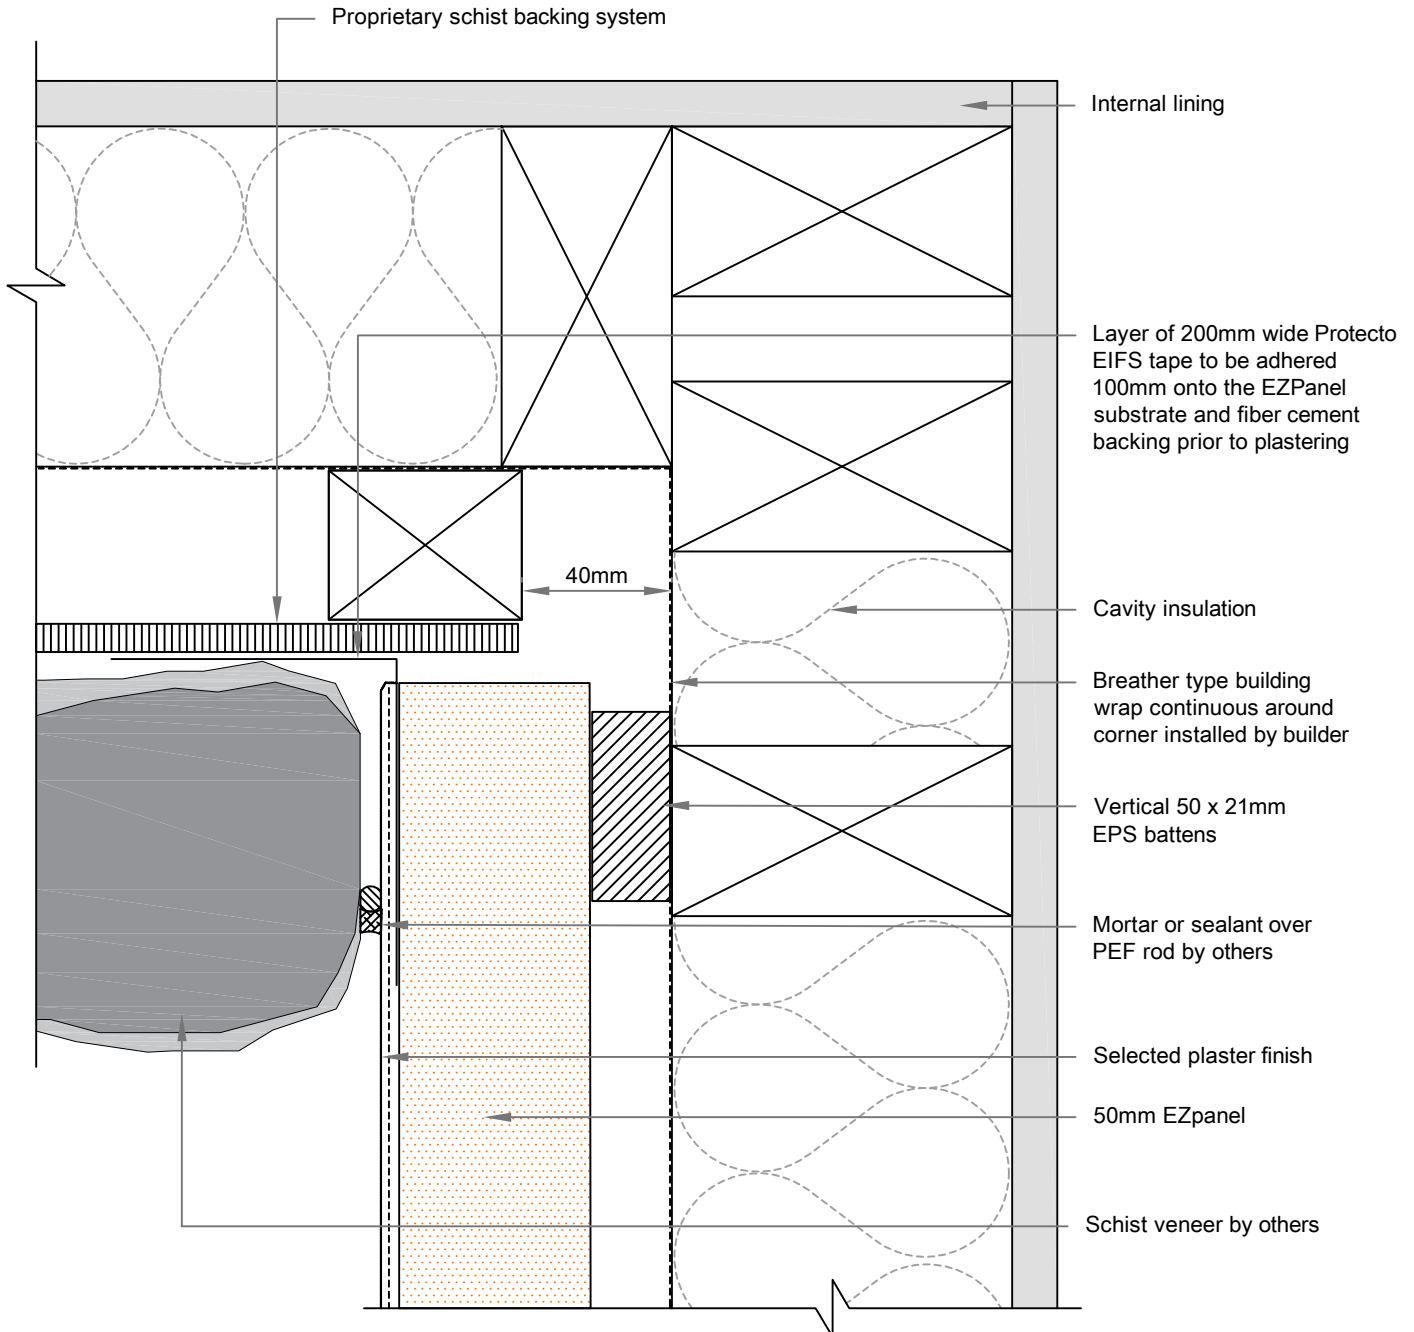 Proprietary schist backing system
Internal lining
Layer of 200mm wide Protecto
EIFS tape to be adhered
100mm onto the EZPanel
substrate and fiber cement
backing prior to plastering
40mm
Cavity insulation
Breather type building
wrap continuous around
corner installed by builder
Vertical 50 x 21mm
EPS battens
Mortar or sealant over
PEF rod by others
Selected plaster finish
50mm EZpanel
Schist veneer by others